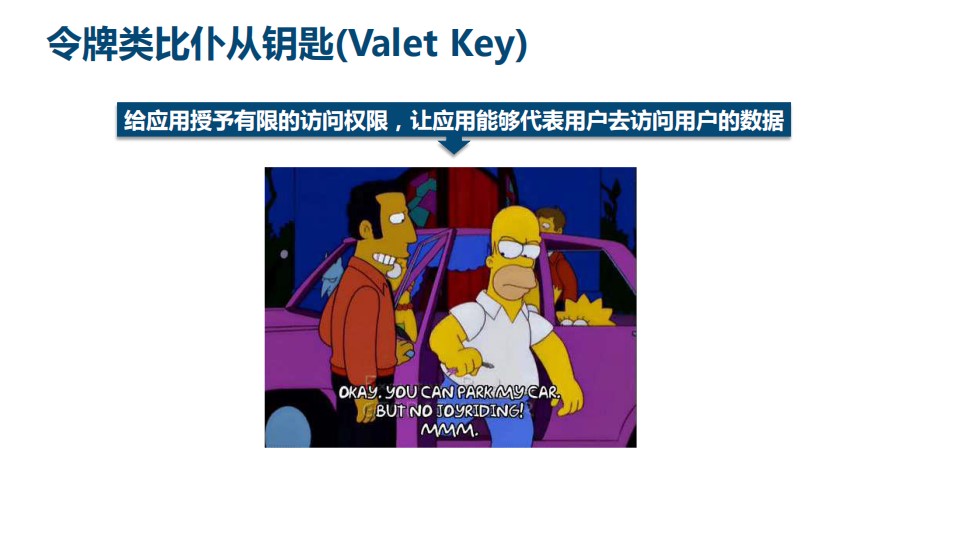 令牌类比仆从钥匙(Valet Key)
给应用授予有限的访问权限，让应用能够代表用户去访问用户的数据
OKAY, YOU CAN PARK MY CAR,
BUT NO JOYRIDING!
MMM.